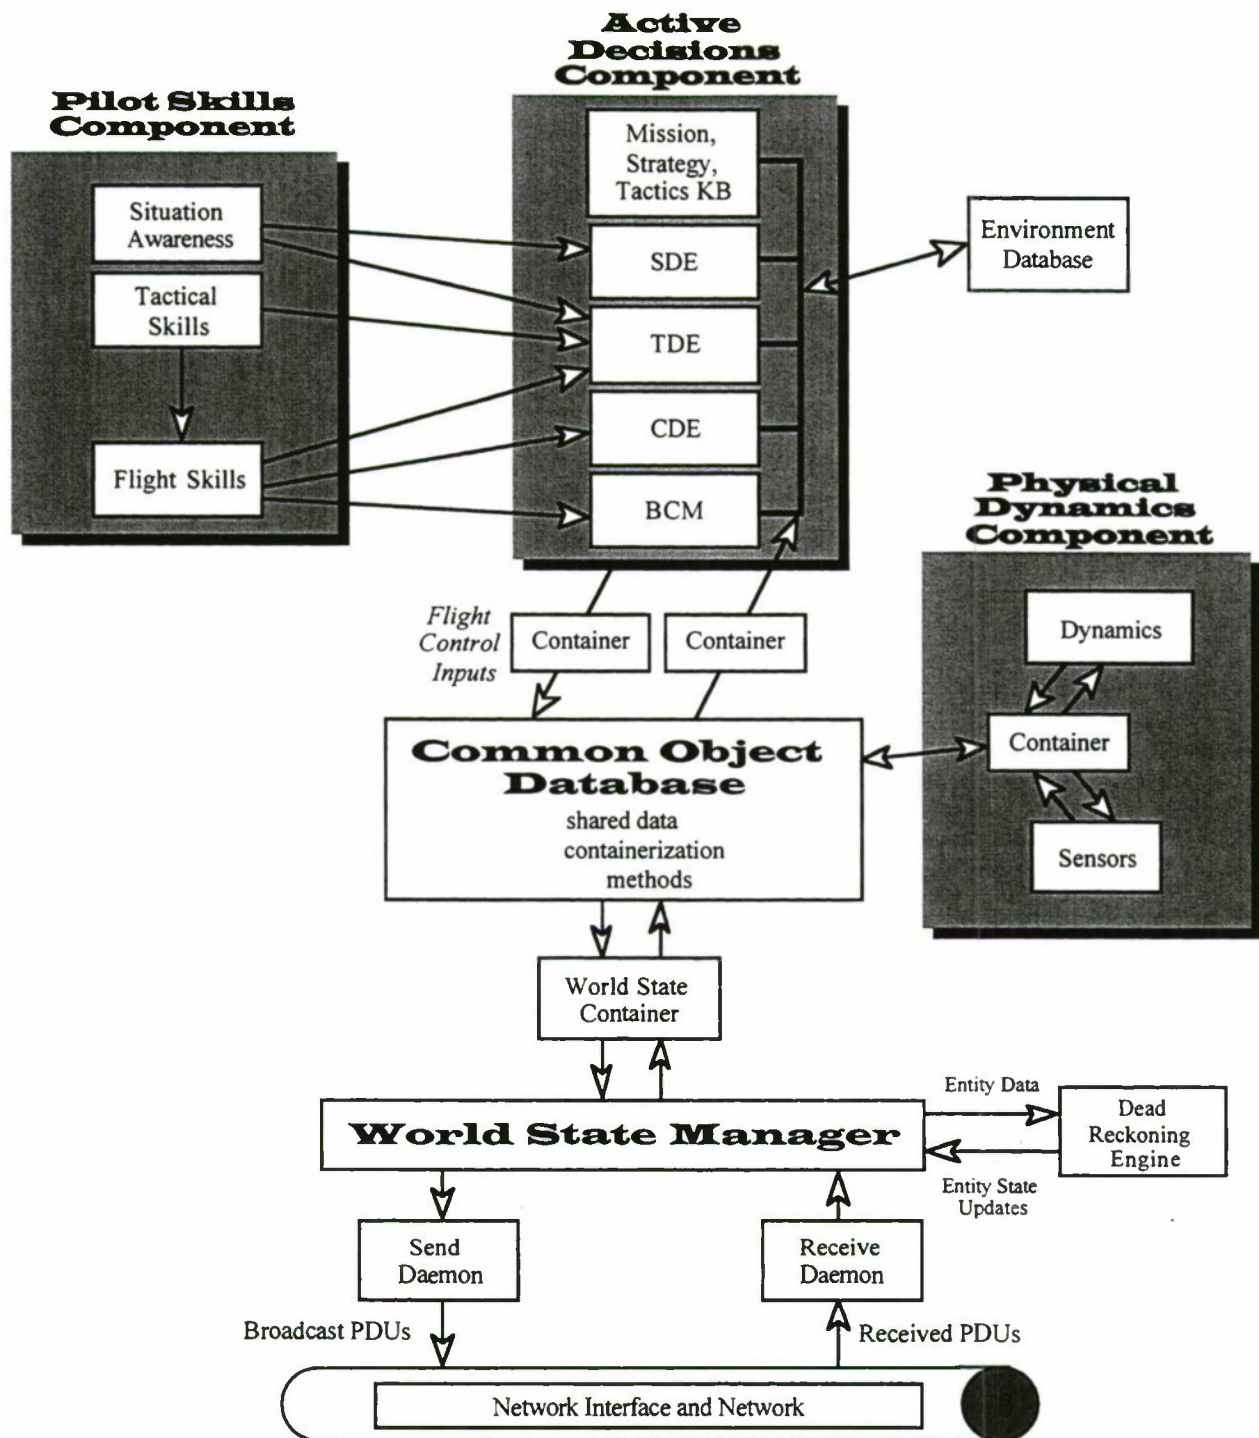 Active
Decisions
Component
Pilot Skills
Component
Situation
Awareness
Tactical
Skills
Flight Skills
Mission,
Strategy,
Tactics KB
SDE
TDE
CDE
BCM
Environment
Database
Physical
Dynamics
Component
Dynamics
Container
Sensors
Flight
Control
Inputs
Container
Container
Common Object
Database
shared data
containerization
methods
World State
Container
World State Manager
Entity Data
Dead
Reckoning
Engine
Entity State
Updates
Send
Daemon
Receive
Daemon
Broadcast PDUs
Received PDUs
Network Interface and Network